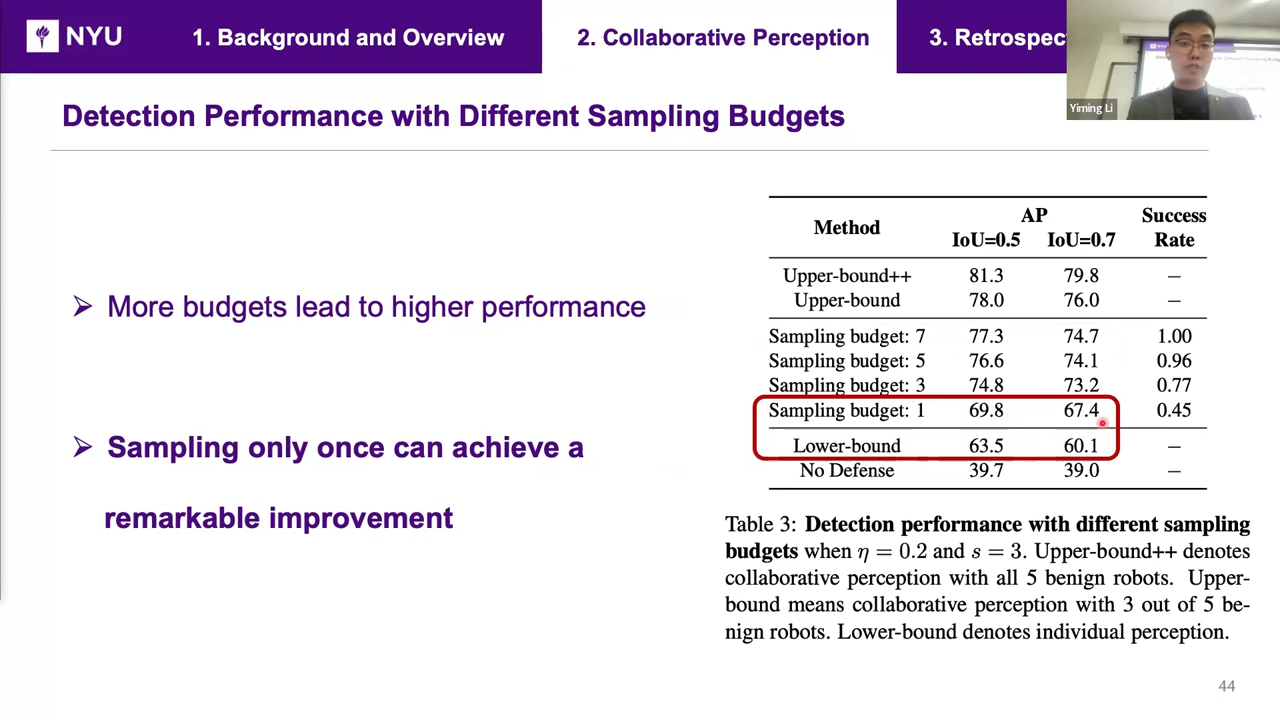 NYU
1. Background and Overview
2. Collaborative Perception
3. Retrospec
Yiming Li
Detection Performance with Different Sampling Budgets
➢ More budgets lead to higher performance
➢ Sampling only once can achieve a
remarkable improvement
Method AP Success
IoU=0.5 IoU=0.7 Rate
Upper-bound++ 81.3 79.8 –
Upper-bound 78.0 76.0 –
Sampling budget: 7 77.3 74.7 1.00
Sampling budget: 5 76.6 74.1 0.96
Sampling budget: 3 74.8 73.2 0.77
Sampling budget: 1 69.8 67.4 0.45
Lower-bound 63.5 60.1 –
No Defense 39.7 39.0 –
Table 3: Detection performance with different sampling
budgets when η = 0.2 and s = 3. Upper-bound++ denotes
collaborative perception with all 5 benign robots. Upper-
bound means collaborative perception with 3 out of 5 be-
nign robots. Lower-bound denotes individual perception.
44